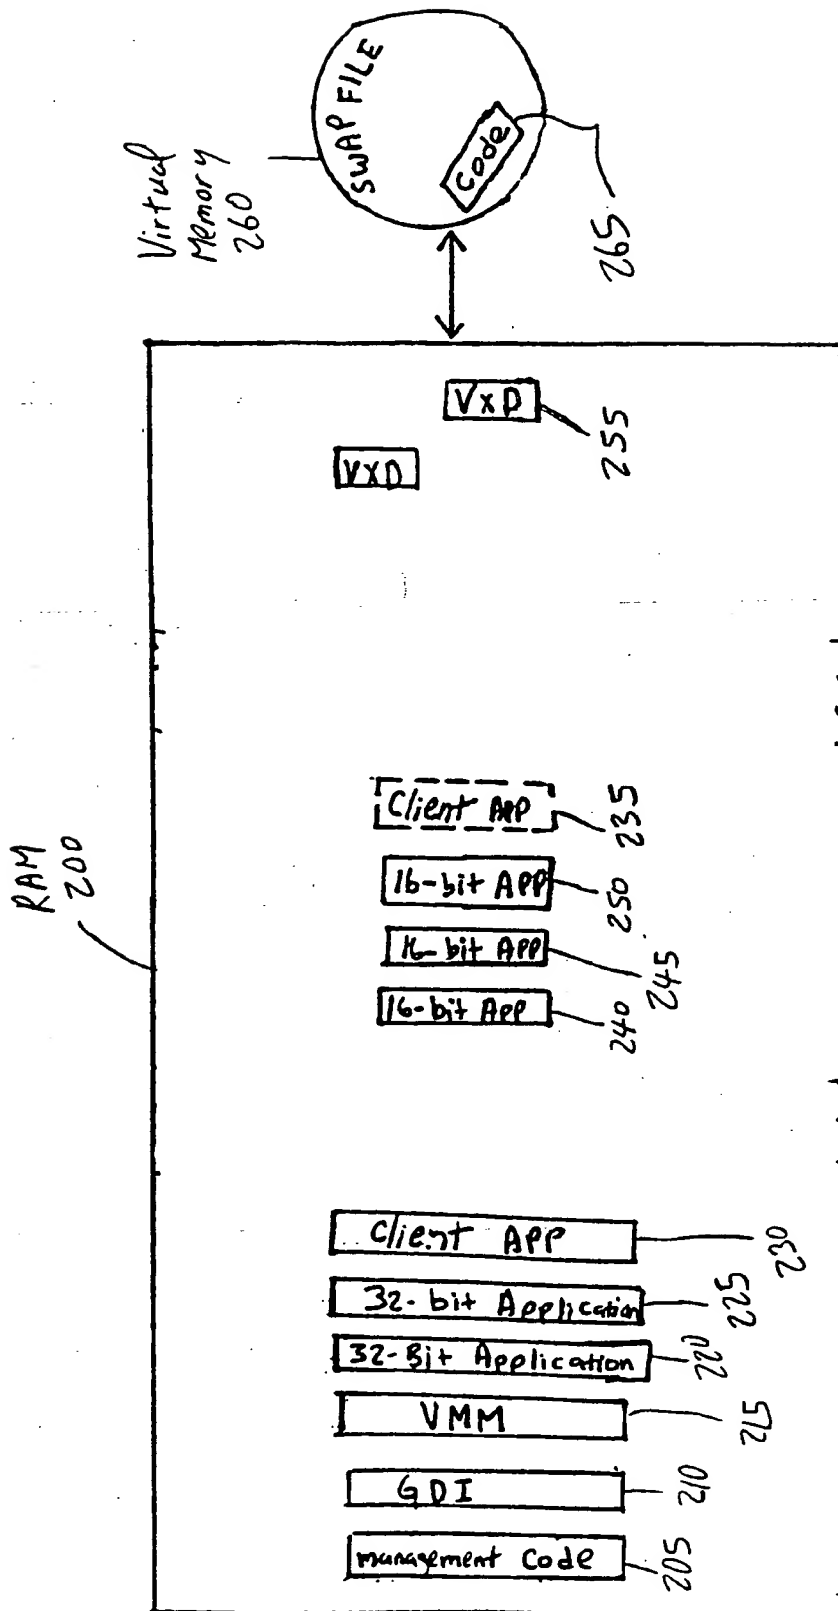 Virtual
Memory
260
SWAP FILE
Code
265
RAM
200
VxD
255
VXD
Client APP
235
16-bit APP
250
16-bit APP
245
16-bit APP
240
Client APP
230
32-bit Application
225
32-Bit Application
220
VMM
215
GDI
210
management Code
205